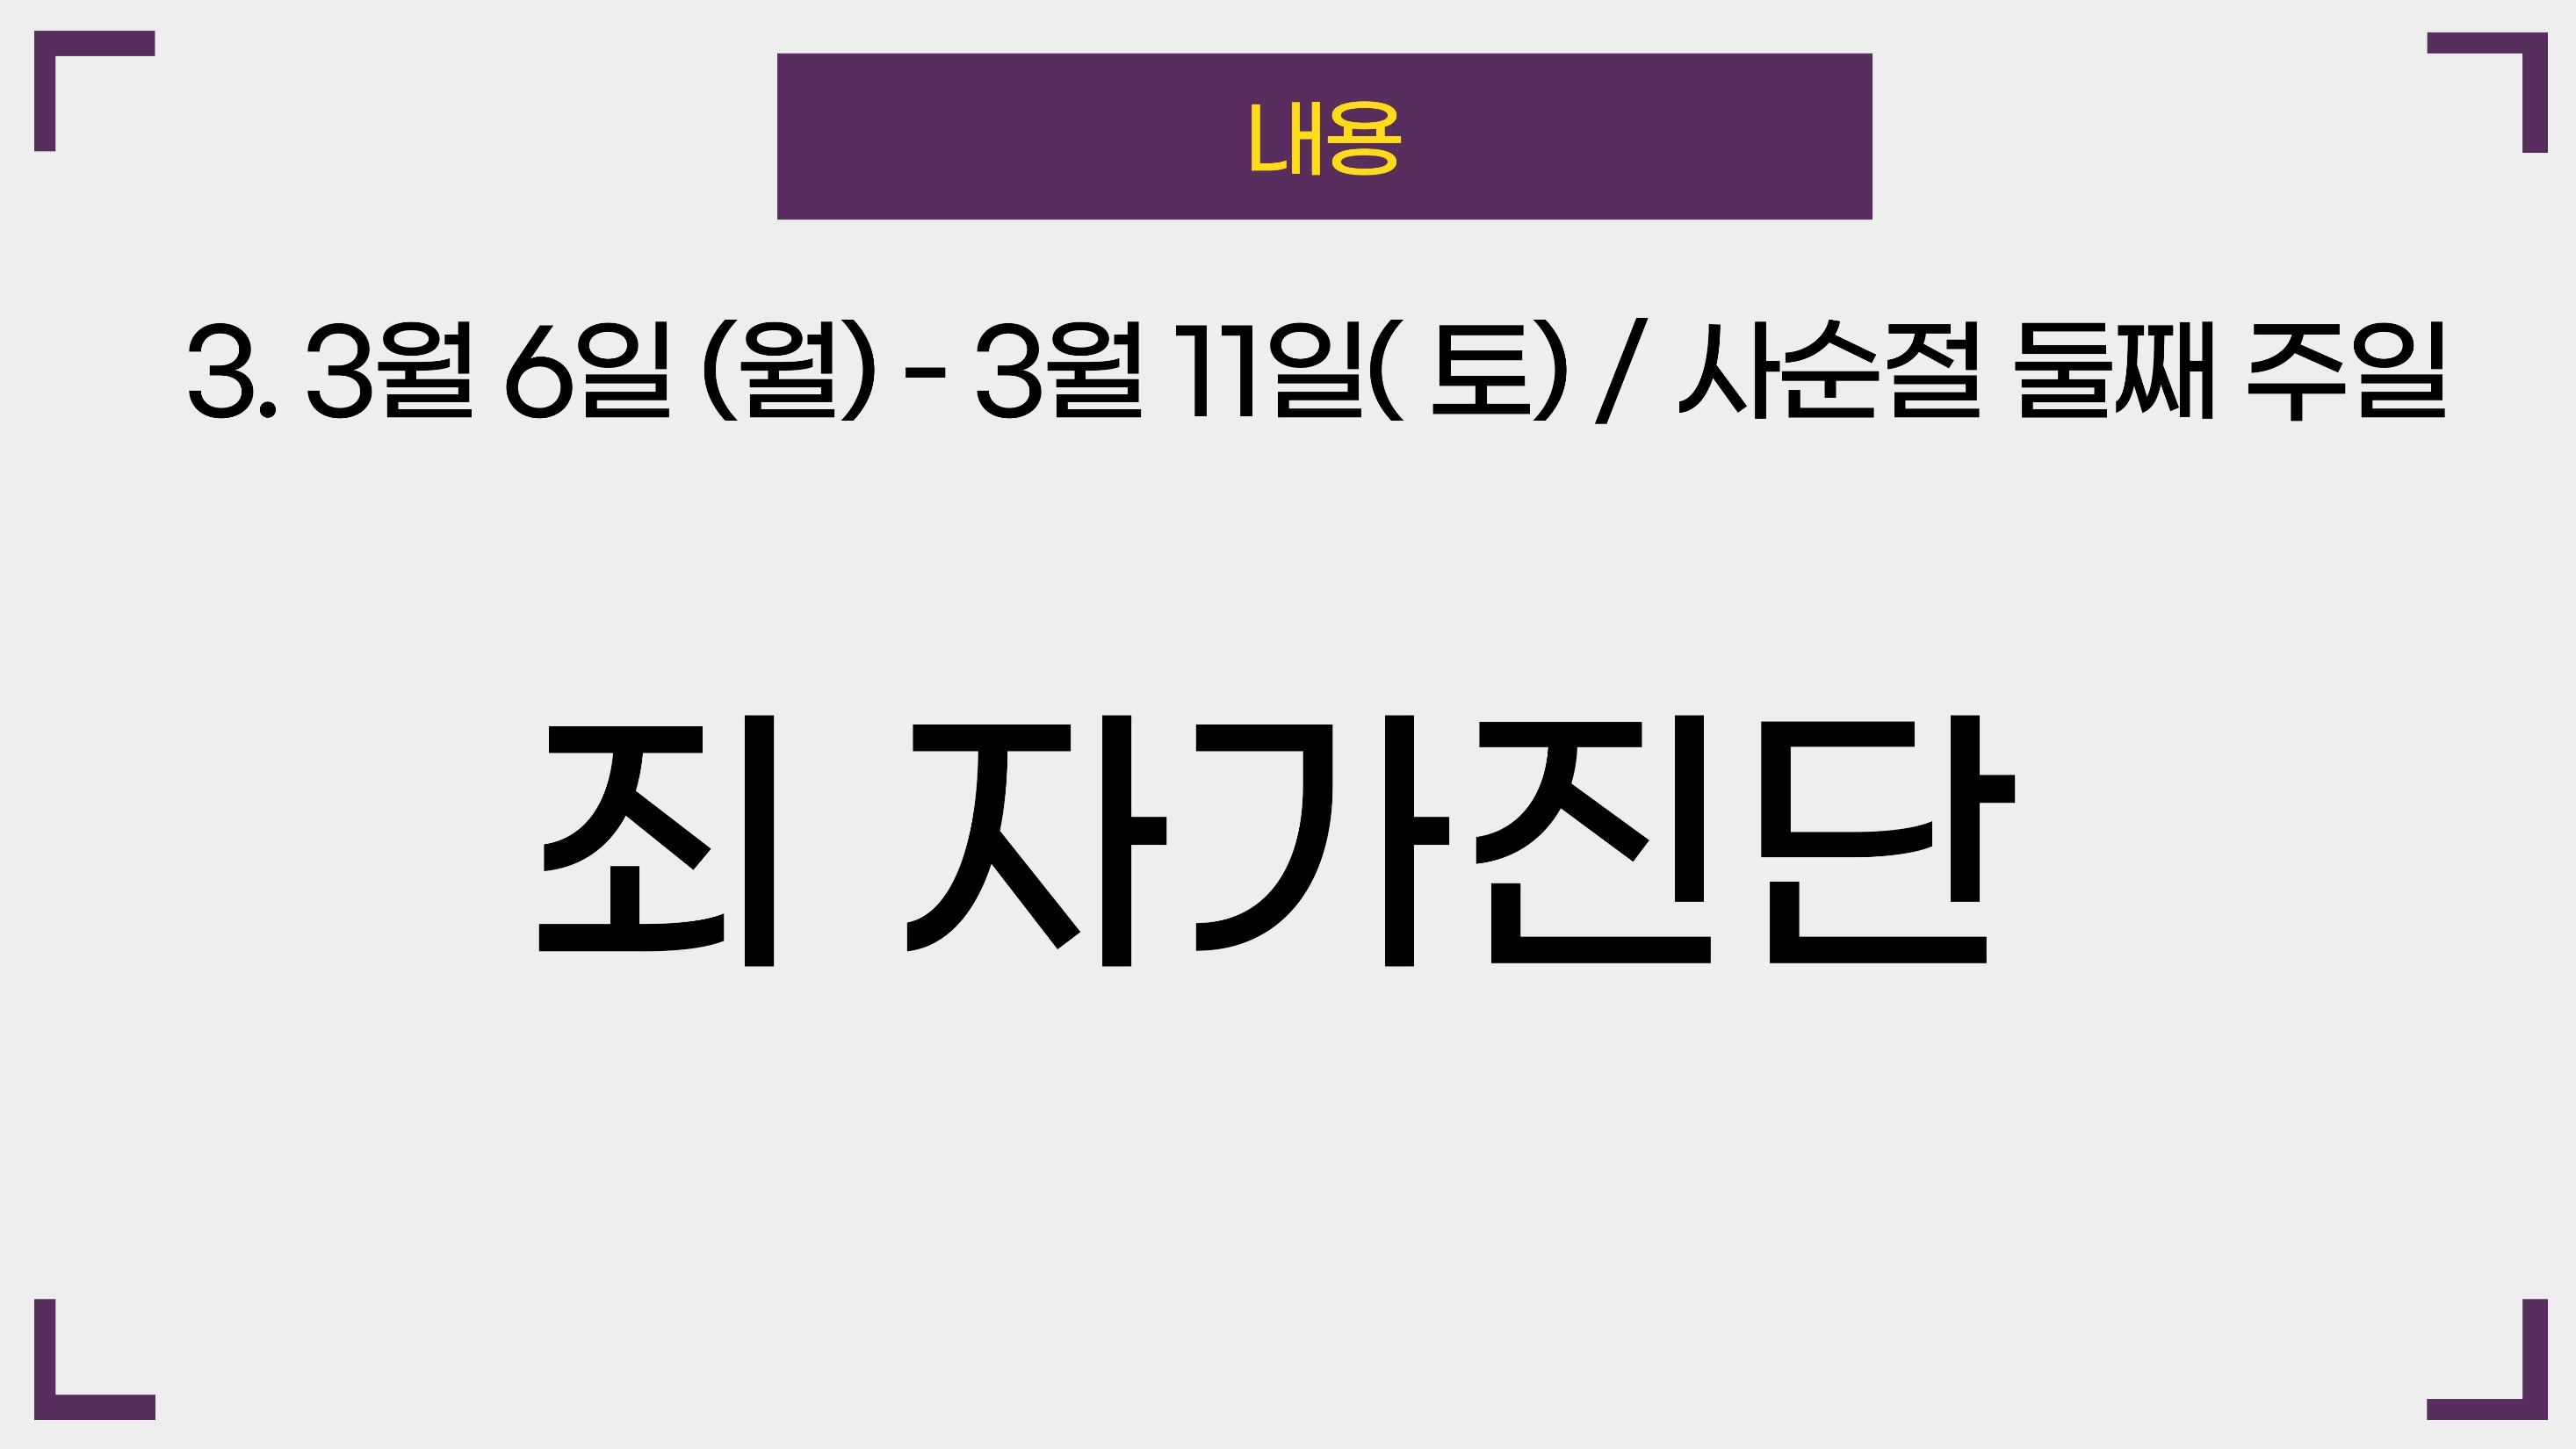 내용
3. 3월 6일 (월) - 3월 11일( 토) / 사순절 둘째 주일
죄 자가진단